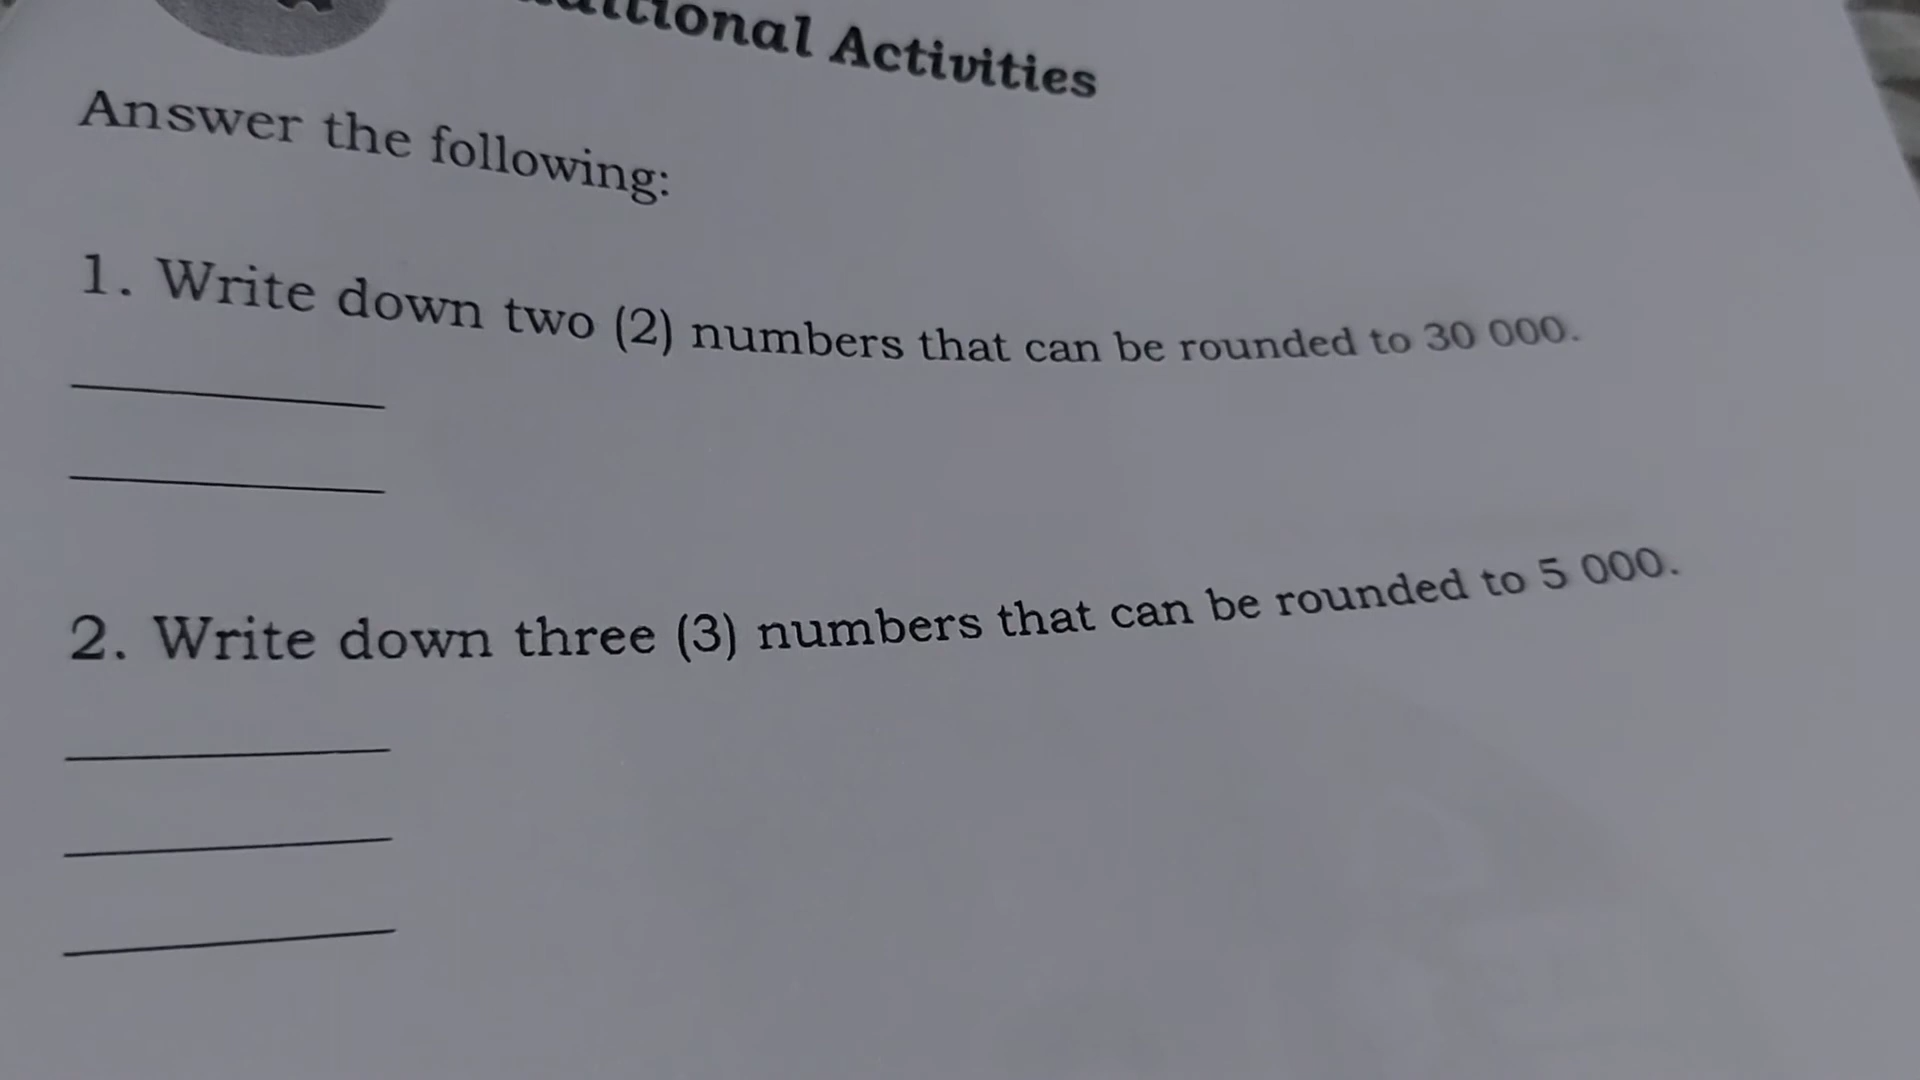 Activities
Answer the following:
1. Write down two (2) numbers that can be rounded to 30 000.
2. Write down three (3) numbers that can be rounded to 5 000.